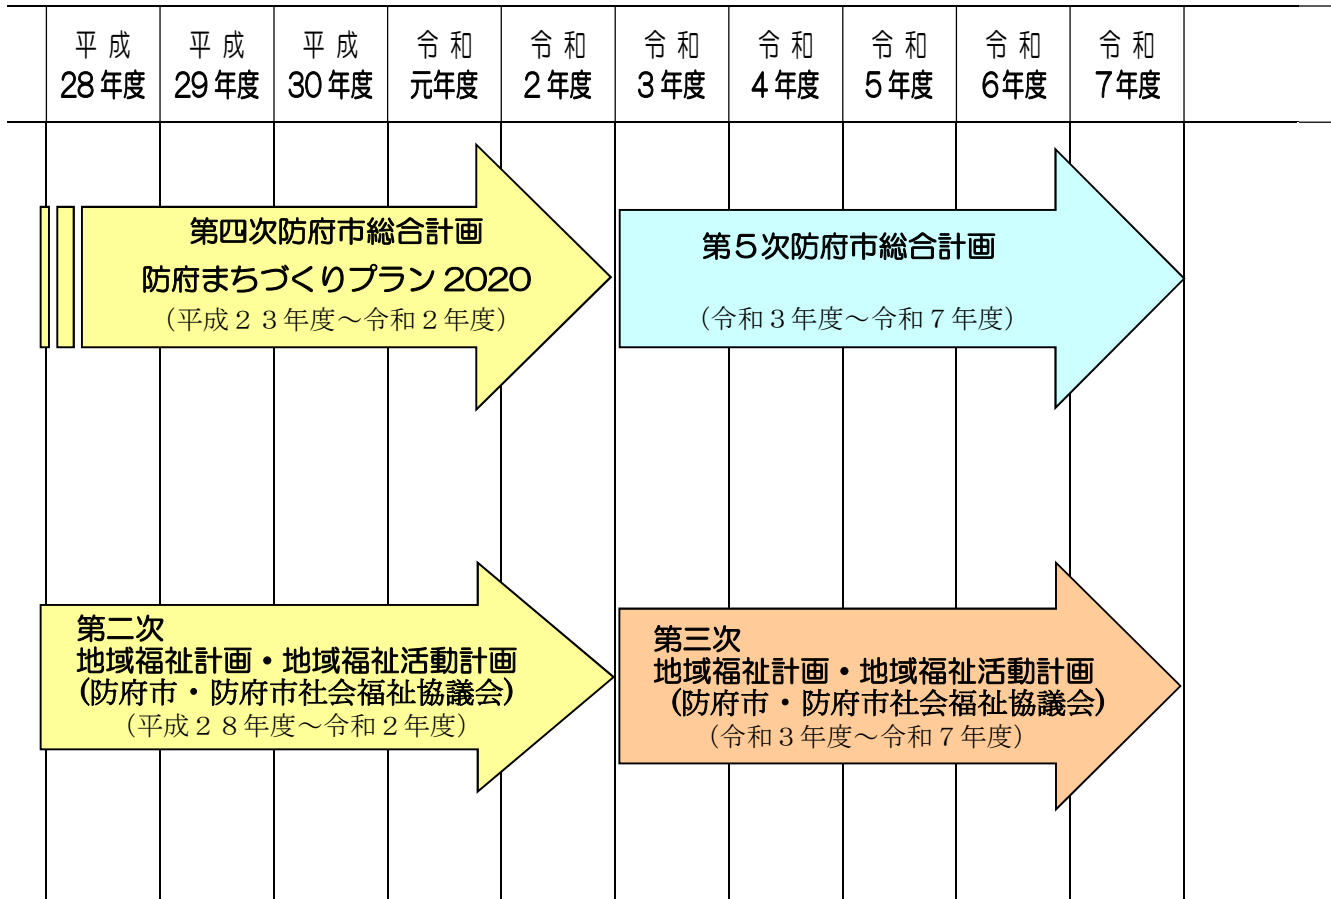 平成 平成 平成 令和 令和 令和 令和 令和 令和 令和
28年度 29年度 30年度 元年度 2年度 3年度 4年度 5年度 6年度 7年度
第四次防府市総合計画
防府まちづくりプラン2020
（平成２３年度～令和２年度）
第５次防府市総合計画
（令和３年度～令和７年度）
第二次
地域福祉計画・地域福祉活動計画
(防府市・防府市社会福祉協議会)
（平成２８年度～令和２年度）
第三次
地域福祉計画・地域福祉活動計画
(防府市・防府市社会福祉協議会)
（令和３年度～令和７年度）